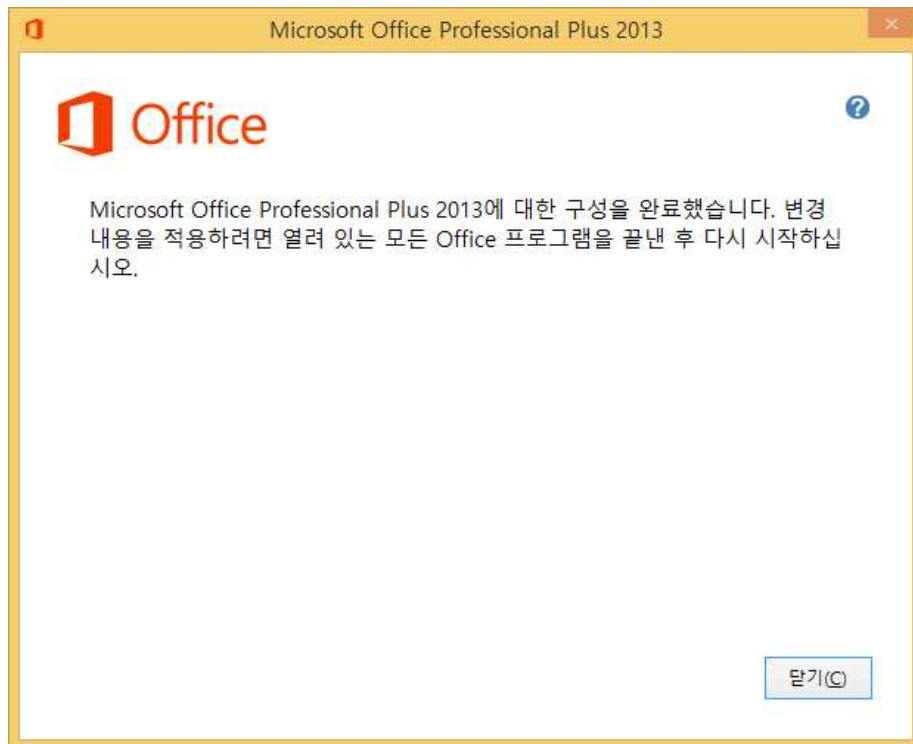 Microsoft Office Professional Plus 2013
Office
Microsoft Office Professional Plus 2013에 대한 구성을 완료했습니다. 변경
내용을 적용하려면 열려 있는 모든 Office 프로그램을 끝낸 후 다시 시작하십
시오.
닫기(C)